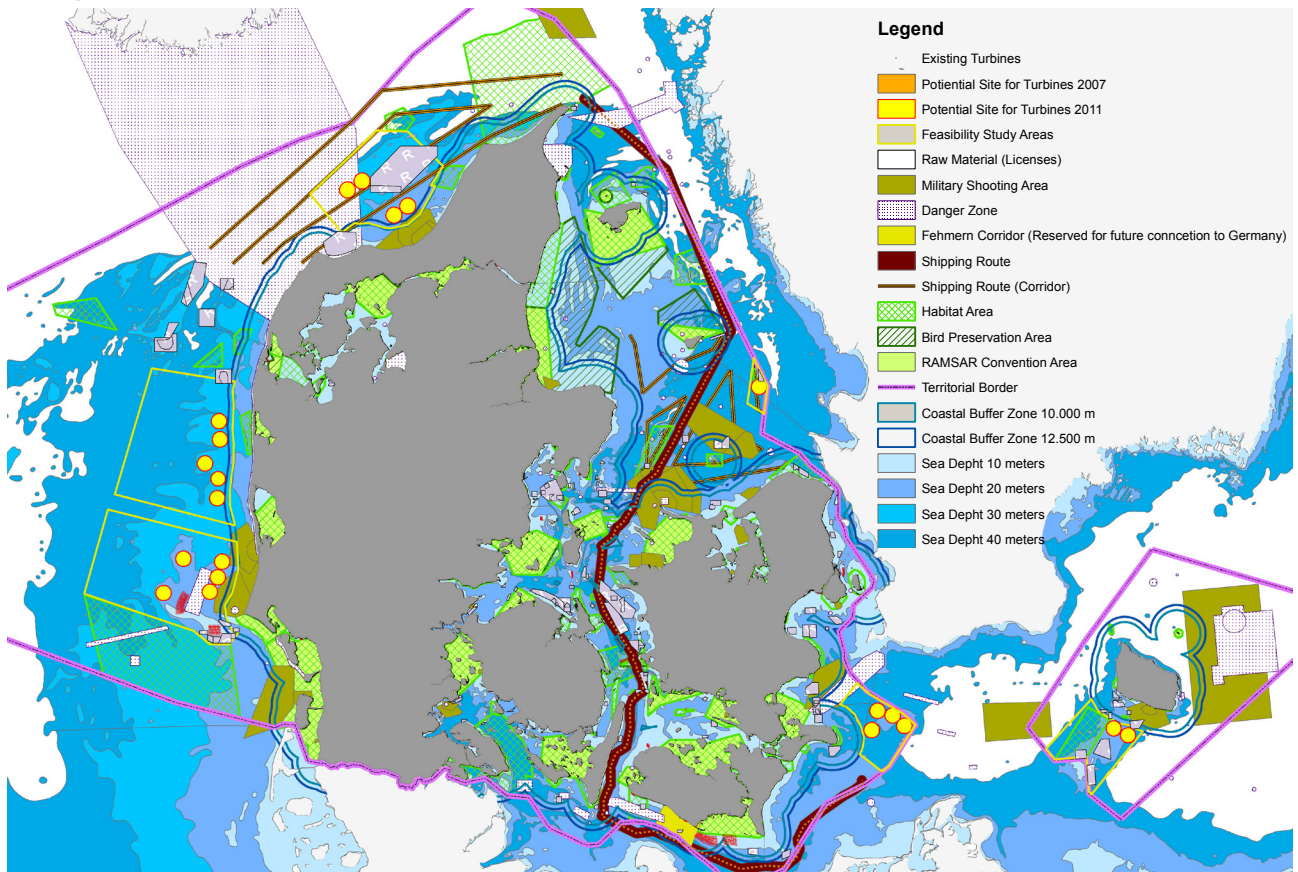 Legend
Existing Turbines
Potiential Site for Turbines 2007
Potential Site for Turbines 2011
Feasibility Study Areas
Raw Material (Licenses)
Military Shooting Area
Danger Zone
Fehmern Corridor (Reserved for future conncetion to Germany)
Shipping Route
Shipping Route (Corridor)
Habitat Area
Bird Preservation Area
RAMSAR Convention Area
Territorial Border
Coastal Buffer Zone 10.000 m
Coastal Buffer Zone 12.500 m
Sea Depht 10 meters
Sea Depht 20 meters
Sea Depht 30 meters
Sea Depht 40 meters